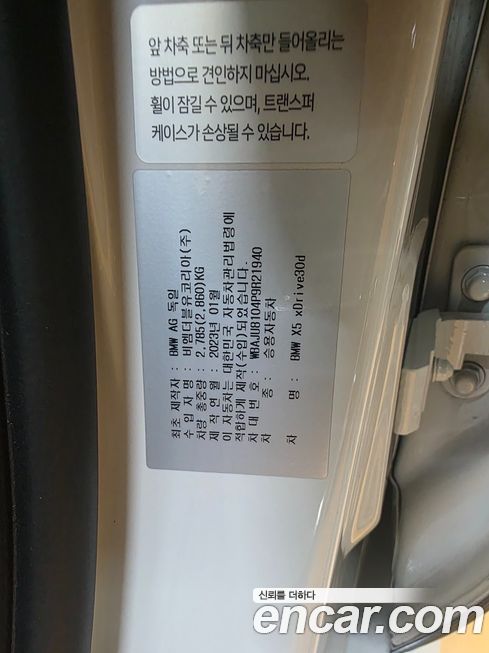 앞 차축 또는 뒤 차축만 들어올리는
방법으로 견인하지 마십시오.
휠이 잠길 수 있으며, 트랜스퍼
케이스가 손상될 수 있습니다.
최초 제작자 : BMW AG 독일
수 입 자 명 : 비엠더블유코리아(주)
차량 총중량 : 2,785(2,860)KG
제 작 연 월 : 2023년 01월
이 자동차는 대한민국 자동차관리법령에
적합하게 제작(수입)되었습니다.
차 대 번 호 : WBAJU8104P9R21940
차 종 : 승용자동차
차 명 : BMW X5 xDrive30d
신뢰를 더하다
encar.com